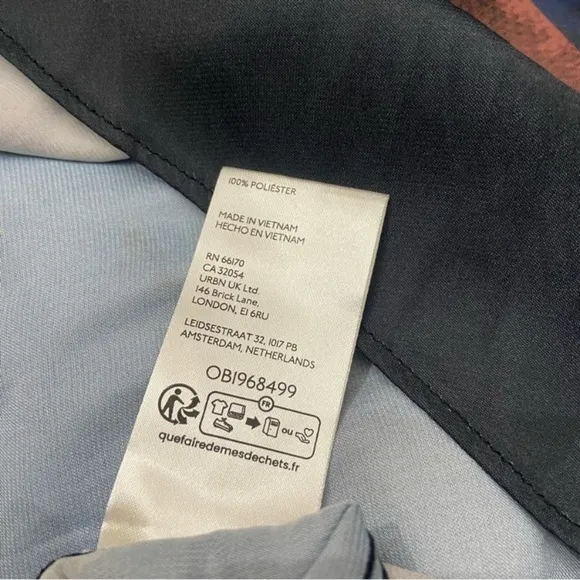 100% POLIÉSTER
MADE IN VIETNAM
HECHO EN VIETNAM
RN 66170
CA 32054
URBN UK Ltd.
146 Brick Lane,
LONDON, E1 6RU
LEIDSESTRAAT 32, 1017 PB
AMSTERDAM, NETHERLANDS
OB1968499
FR
ou
quefairedemesdechets.fr